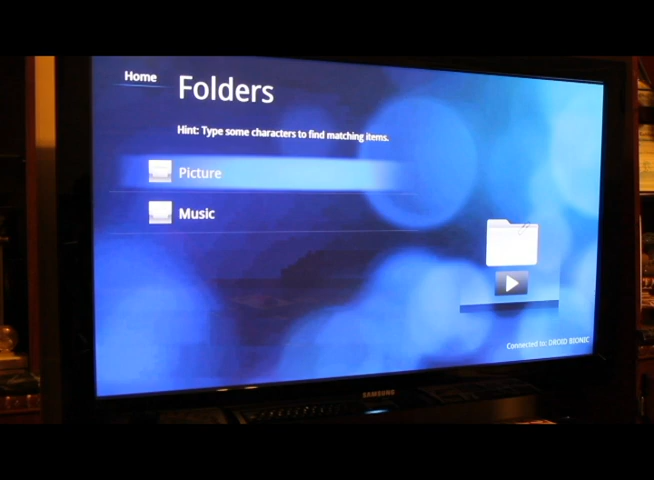 Home
Folders
Hint: Type some characters to find matching items.
Picture
Music
Connected to: DROID BIONIC
SAMSUNG